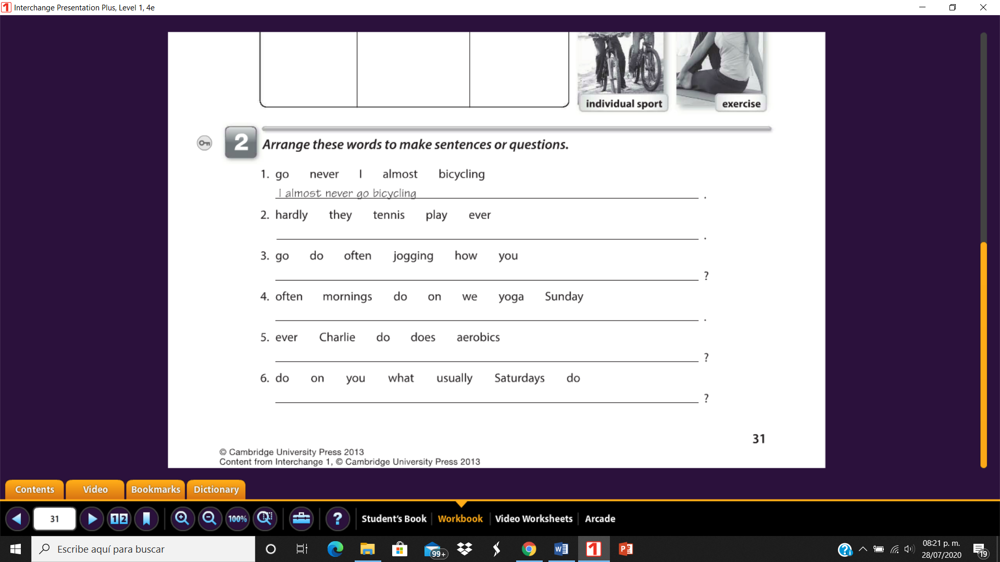 Interchange Presentation Plus, Level 1, 4e
individual sport
exercise
2 Arrange these words to make sentences or questions.
1. go never I almost bicycling
I almost never go bicycling .
2. hardly they tennis play ever
.
3. go do often jogging how you
?
4. often mornings do on we yoga Sunday
.
5. ever Charlie do does aerobics
?
6. do on you what usually Saturdays do
?
31
© Cambridge University Press 2013
Content from Interchange 1, © Cambridge University Press 2013
Contents Video Bookmarks Dictionary
31 12 100% ? Student's Book Workbook Video Worksheets Arcade
Escribe aquí para buscar 99+ 08:21 p. m.
28/07/2020 19